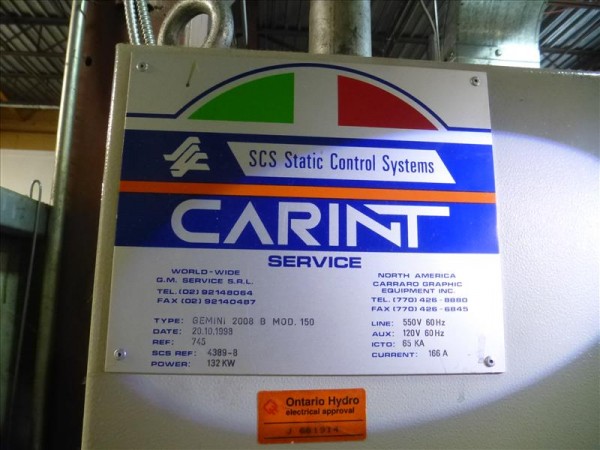 SCS Static Control Systems
CARINT
SERVICE
WORLD-WIDE
G.M. SERVICE S.R.L.
TEL. (02) 92148064
FAX (02) 92140487
NORTH AMERICA
CARRARO GRAPHIC
EQUIPMENT INC.
TEL. (770) 426-8880
FAX (770) 426-6845
TYPE: GEMINI 2008 B MOD. 150
DATE: 20.10.1998
REF: 745
SCS REF: 4389-B
POWER: 132 KW
LINE: 550V 60Hz
AUX: 120V 60Hz
ICTO: 65 KA
CURRENT: 166 A
Ontario Hydro
electrical approval